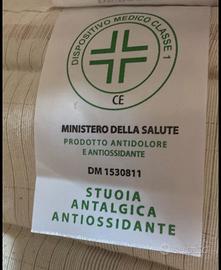 DISPOSITIVO MEDICO CLASSE 1
CE
MINISTERO DELLA SALUTE
PRODOTTO ANTIDOLORE
E ANTIOSSIDANTE
DM 1530811
STUOIA
ANTALGICA
ANTIOSSIDANTE